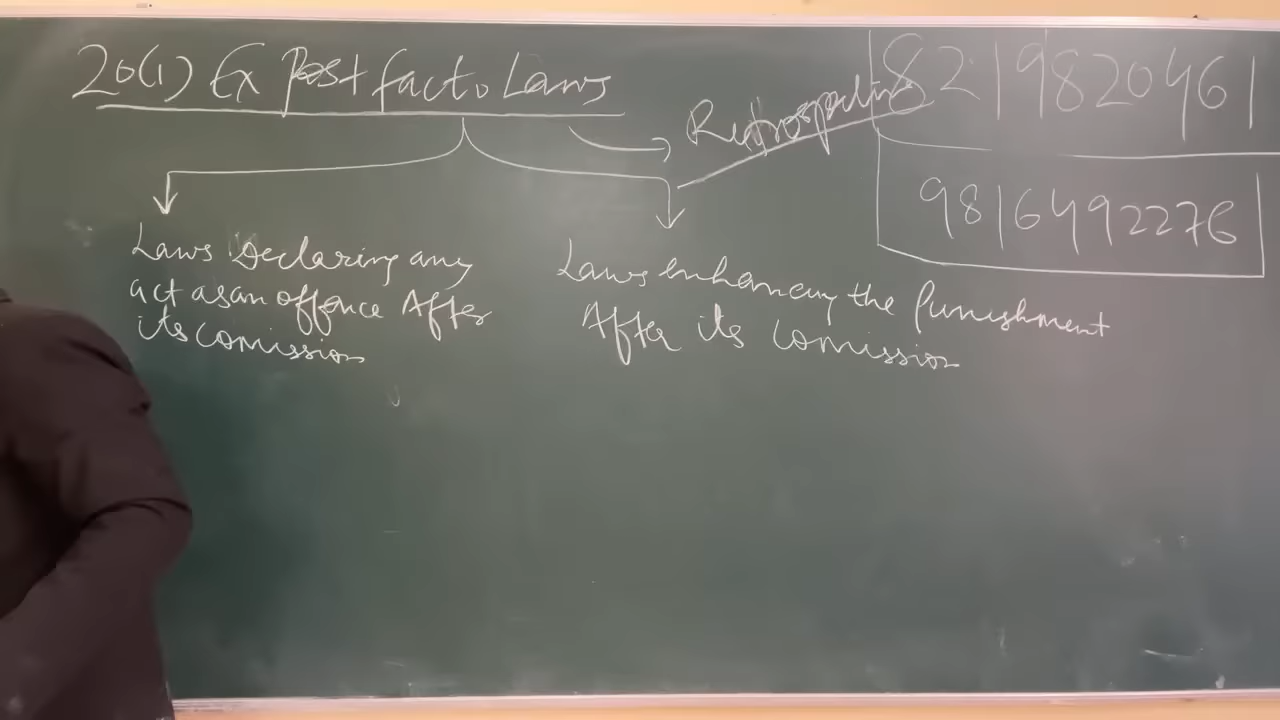 20(1) Ex Post facto Laws
Retrospective
8219820461
9816492276
Laws Declaring any
act as an offence After
its comission
Laws enhancing the Punishment
After its comission